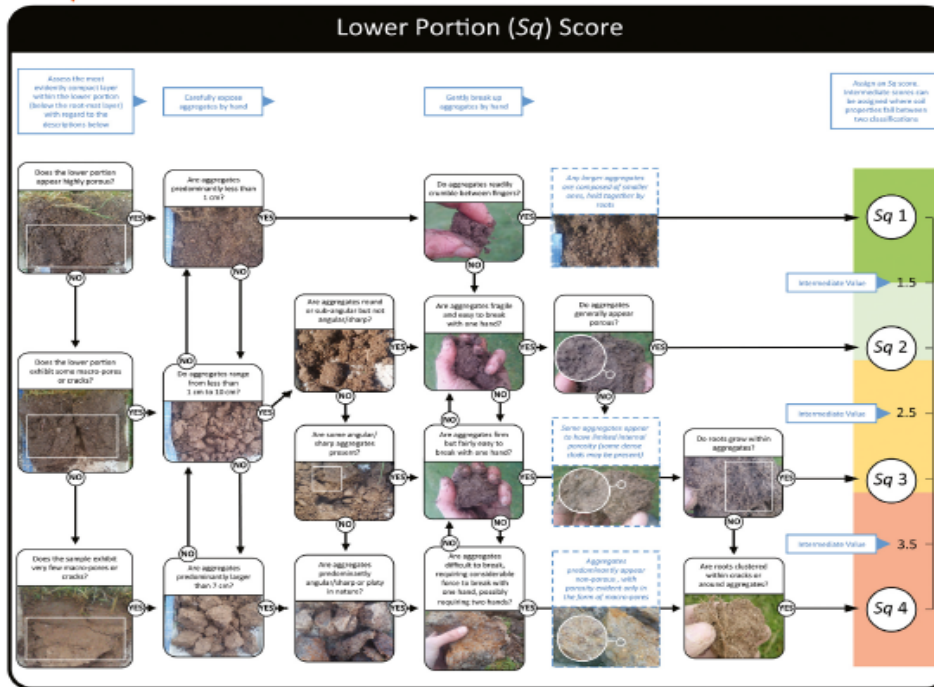 Lower Portion (Sq) Score
Assess the most
evidently compact layer
within the lower portion
(below the root-mat layer)
with regard to the
descriptions below
Carefully expose
aggregates by hand
Gently break up
aggregates by hand
Assign an Sq score.
Intermediate scores can
be assigned where soil
properties fall between
two classifications
Does the lower portion
appear highly porous?
YES
NO
Are aggregates
predominantly less than
1 cm?
YES
NO
Do aggregates readily
crumble between fingers?
YES
NO
Any larger aggregates
are composed of smaller
ones, held together by
roots
Sq 1
Intermediate Value
1.5
Does the lower portion
exhibit some macro-pores
or cracks?
YES
NO
Do aggregates range
from less than
1 cm to 10 cm?
YES
NO
NO
Are aggregates round
or sub-angular but not
angular/sharp?
YES
NO
Are aggregates fragile
and easy to break
with one hand?
YES
NO
NO
Do aggregates
generally appear
porous?
YES
NO
Sq 2
Intermediate Value
2.5
Are some angular/
sharp aggregates
present?
YES
NO
Are aggregates firm
but fairly easy to
break with one hand?
YES
NO
NO
Some aggregates appear
to have limited internal
porosity (some dense
clods may be present)
Do roots grow within
aggregates?
YES
NO
Sq 3
Intermediate Value
3.5
Does the sample exhibit
very few macro-pores or
cracks?
YES
Are aggregates
predominantly larger
than 7 cm?
YES
NO
Are aggregates
predominantly
angular/sharp or platy
in nature?
YES
Are aggregates
difficult to break,
requiring considerable
force to break with
one hand, possibly
requiring two hands?
YES
Aggregates
predominantly appear
non-porous, with
porosity evident only in
the form of macro-pores
Are roots clustered
within cracks or
around aggregates?
YES
Sq 4